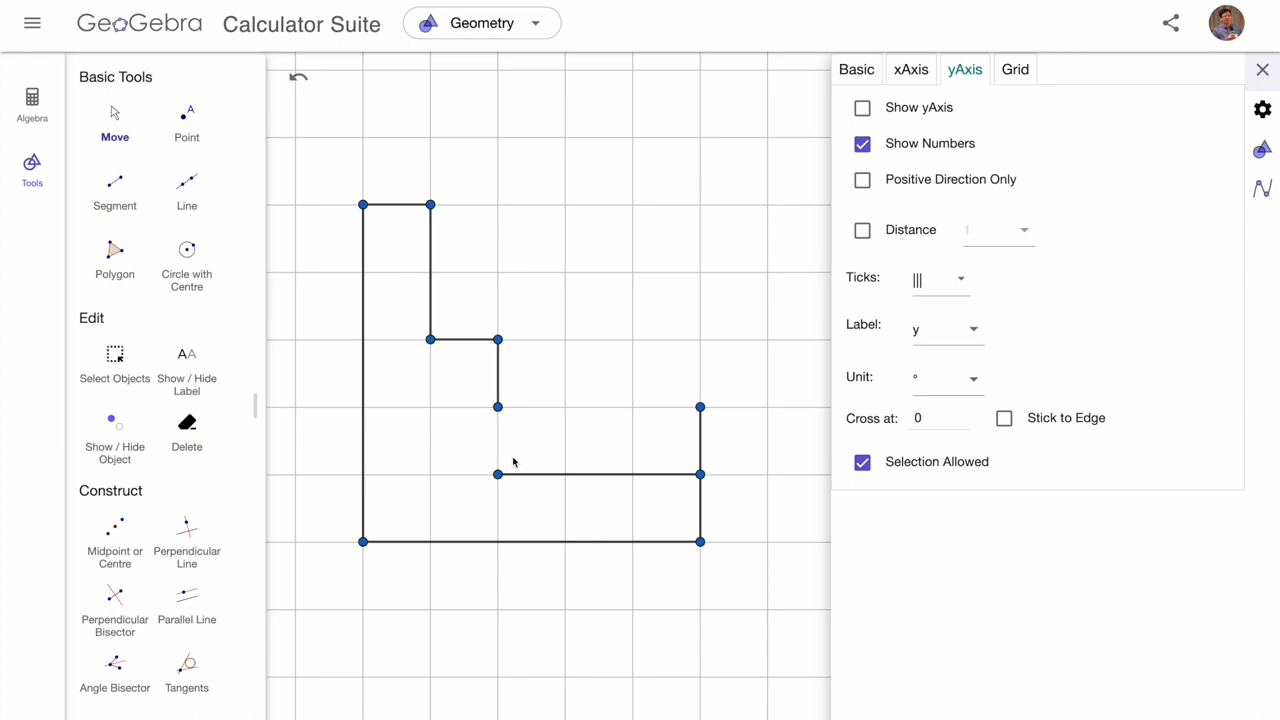 GeoGebra Calculator Suite Geometry
Algebra
Tools
Basic Tools
Move Point
Segment Line
Polygon Circle with
Centre
Edit
Select Objects AA Show / Hide
Label
Show / Hide Delete
Object
Construct
Midpoint or Perpendicular
Centre Line
Perpendicular Parallel Line
Bisector
Angle Bisector Tangents
Basic xAxis yAxis Grid
Show yAxis
Show Numbers
Positive Direction Only
Distance 1
Ticks: |||
Label: y
Unit: °
Cross at: 0 Stick to Edge
Selection Allowed